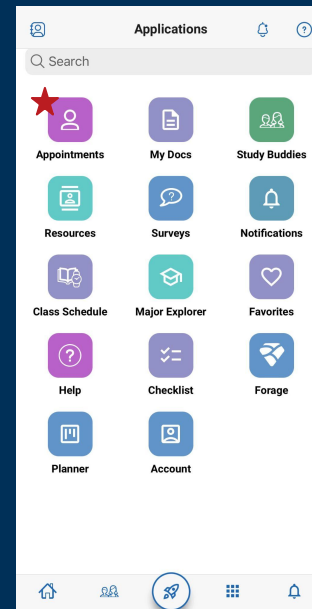 Applications
Search
Appointments My Docs Study Buddies
Resources Surveys Notifications
Class Schedule Major Explorer Favorites
Help Checklist Forage
Planner Account